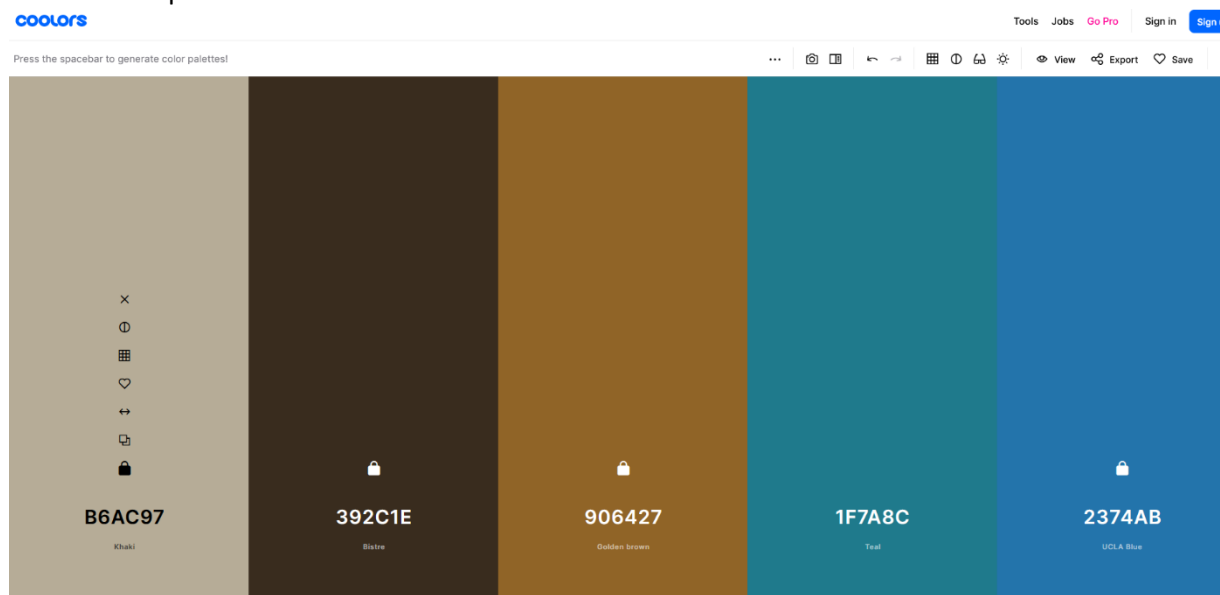 coolors
Tools Jobs Go Pro Sign in Sign
Press the spacebar to generate color palettes!
View Export Save
B6AC97 392C1E 906427 1F7A8C 2374AB
Khaki Bistre Golden brown Teal UCLA Blue